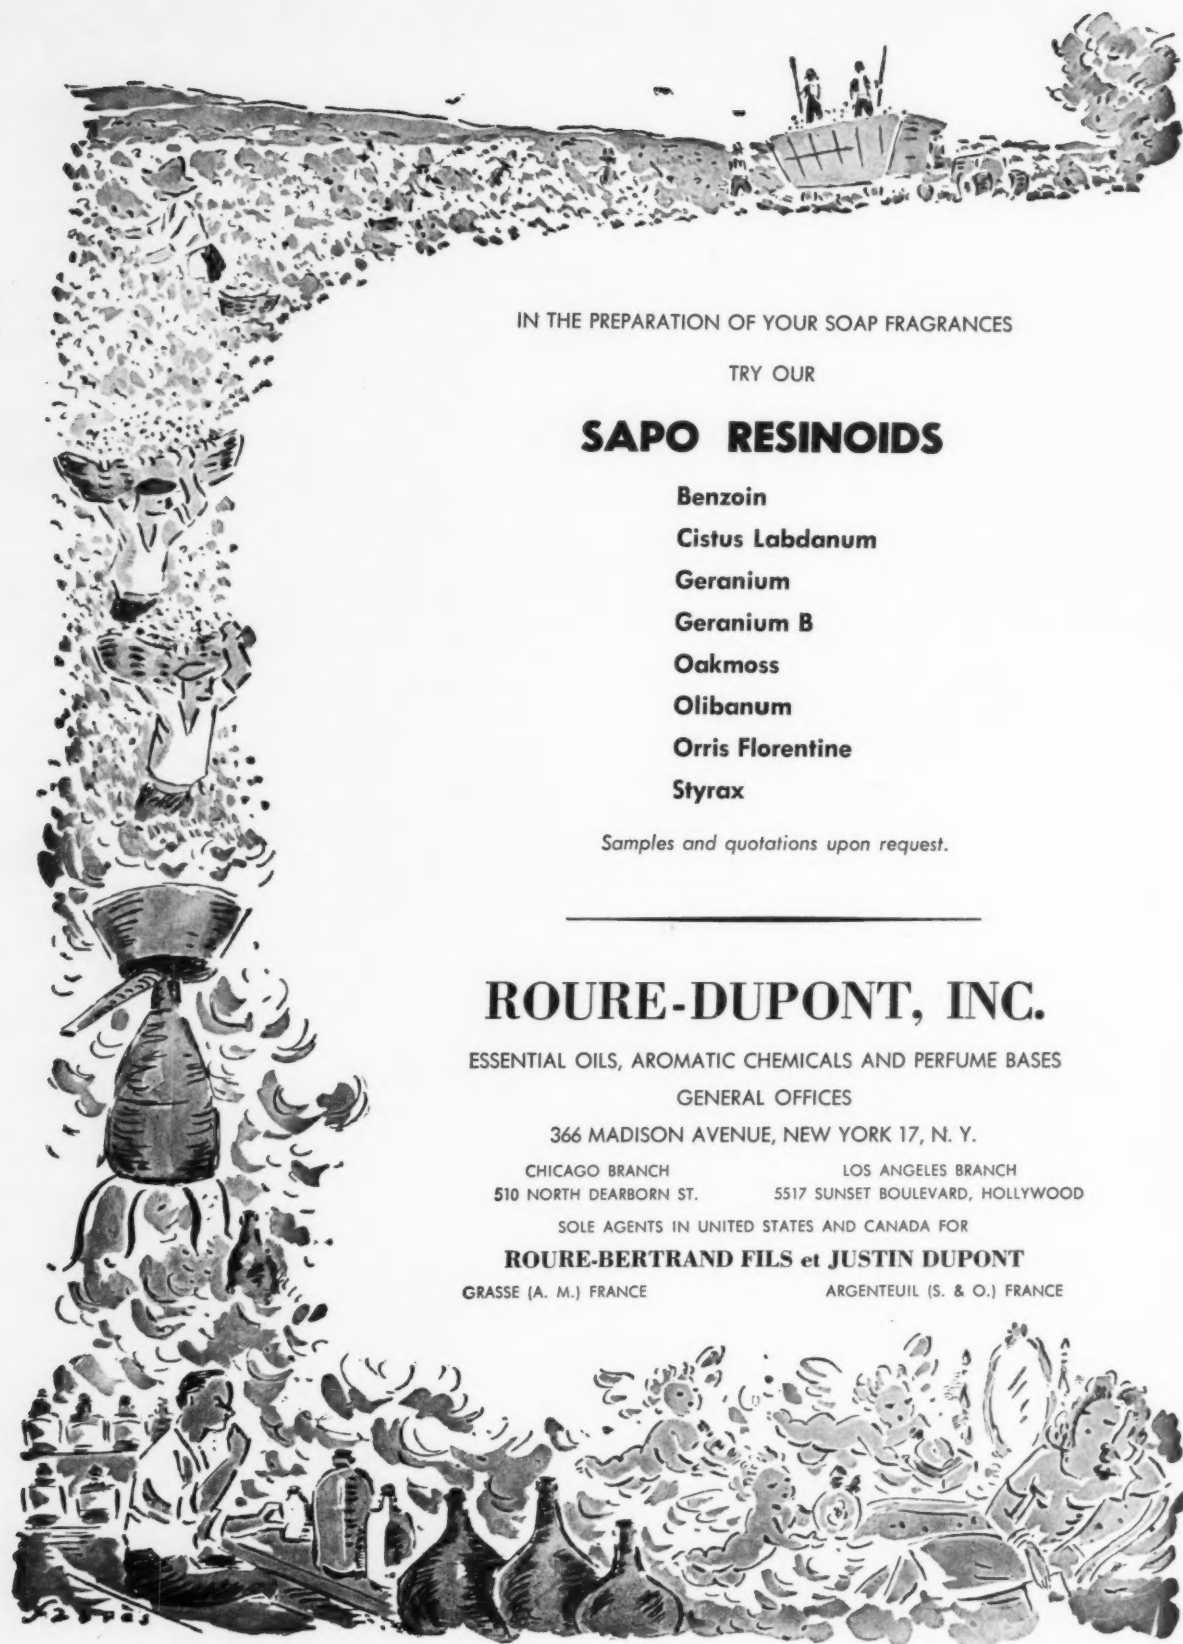 IN THE PREPARATION OF YOUR SOAP FRAGRANCES
TRY OUR
SAPO RESINOIDS
Benzoin
Cistus Labdanum
Geranium
Geranium B
Oakmoss
Olibanum
Orris Florentine
Styrax
Samples and quotations upon request.
ROURE-DUPONT, INC.
ESSENTIAL OILS, AROMATIC CHEMICALS AND PERFUME BASES
GENERAL OFFICES
366 MADISON AVENUE, NEW YORK 17, N. Y.
CHICAGO BRANCH
510 NORTH DEARBORN ST.
LOS ANGELES BRANCH
5517 SUNSET BOULEVARD, HOLLYWOOD
SOLE AGENTS IN UNITED STATES AND CANADA FOR
ROURE-BERTRAND FILS et JUSTIN DUPONT
GRASSE (A. M.) FRANCE
ARGENTEUIL (S. & O.) FRANCE